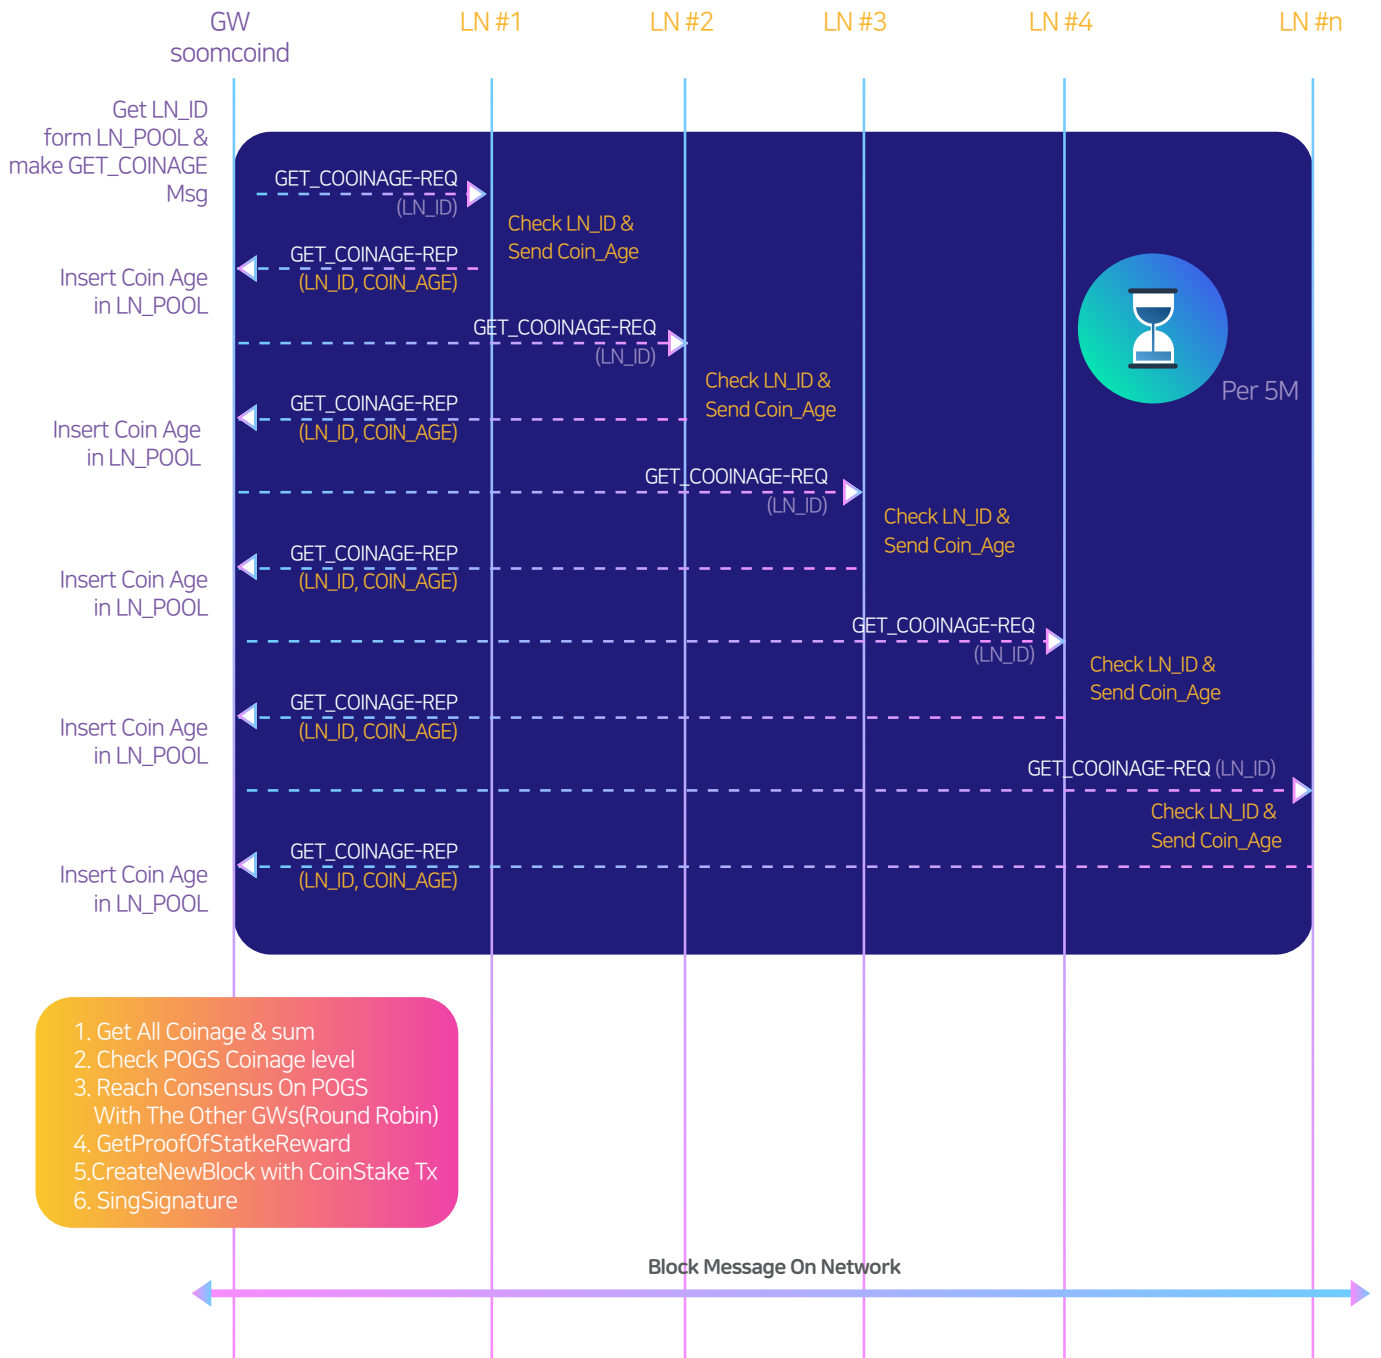 GW
soomcoind
LN #1
LN #2
LN #3
LN #4
LN #n
Get LN_ID
form LN_POOL &
make GET_COINAGE
Msg
GET_COOINAGE-REQ
(LN_ID)
Check LN_ID &
Send Coin_Age
GET_COINAGE-REP
(LN_ID, COIN_AGE)
Insert Coin Age
in LN_POOL
GET_COOINAGE-REQ
(LN_ID)
Per 5M
Check LN_ID &
Send Coin_Age
GET_COINAGE-REP
(LN_ID, COIN_AGE)
Insert Coin Age
in LN_POOL
GET_COOINAGE-REQ
(LN_ID)
Check LN_ID &
Send Coin_Age
GET_COINAGE-REP
(LN_ID, COIN_AGE)
Insert Coin Age
in LN_POOL
GET_COOINAGE-REQ
(LN_ID)
Check LN_ID &
Send Coin_Age
GET_COINAGE-REP
(LN_ID, COIN_AGE)
Insert Coin Age
in LN_POOL
GET_COOINAGE-REQ (LN_ID)
Check LN_ID &
Send Coin_Age
GET_COINAGE-REP
(LN_ID, COIN_AGE)
Insert Coin Age
in LN_POOL
1. Get All Coinage & sum
2. Check POGS Coinage level
3. Reach Consensus On POGS
With The Other GWs(Round Robin)
4. GetProofOfStatkeReward
5.CreateNewBlock with CoinStake Tx
6. SingSignature
Block Message On Network